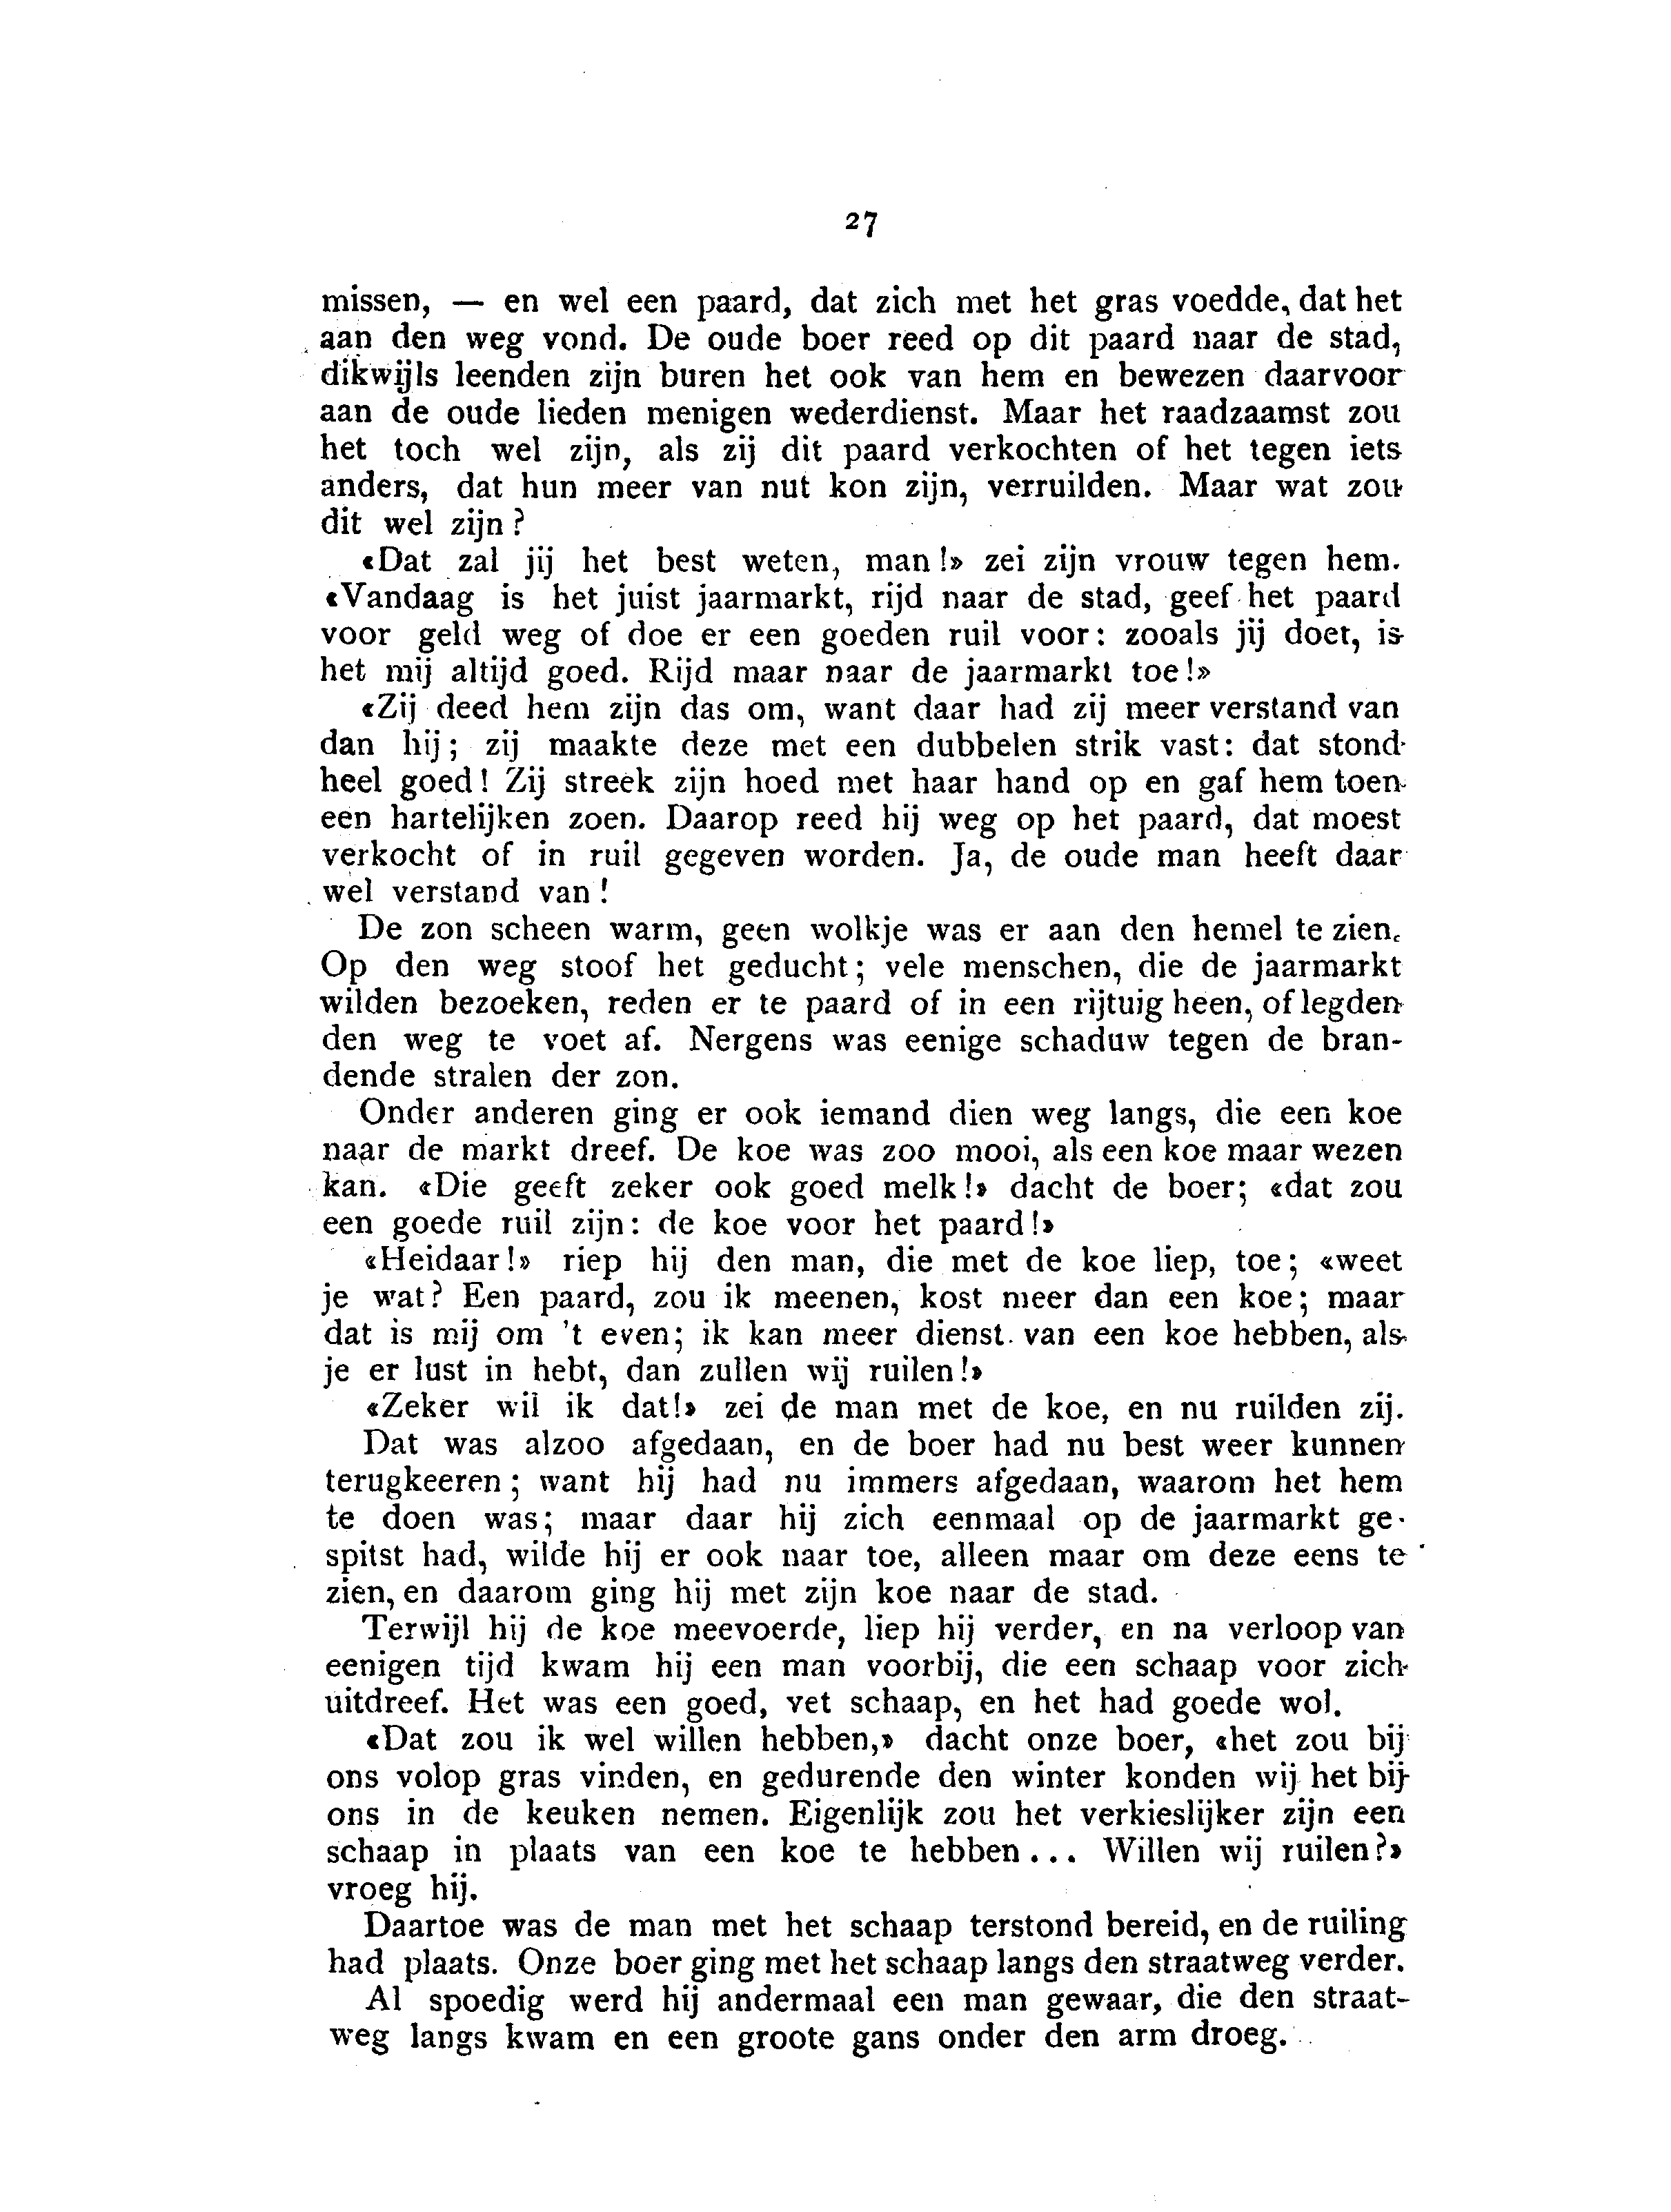 27
missen, — en wel een paard, dat zich met het gras voedde, dat het
aan den weg vond. De oude boer reed op dit paard naar de stad,
dikwijls leenden zijn buren het ook van hem en bewezen daarvoor
aan de oude lieden menigen wederdienst. Maar het raadzaamst zou
het toch wel zijn, als zij dit paard verkochten of het tegen iets
anders, dat hun meer van nut kon zijn, verruilden. Maar wat zou
dit wel zijn?
«Dat zal jij het best weten, man!» zei zijn vrouw tegen hem.
«Vandaag is het juist jaarmarkt, rijd naar de stad, geef het paard
voor geld weg of doe er een goeden ruil voor: zooals jij doet, is
het mij altijd goed. Rijd maar naar de jaarmarkt toe!»
«Zij deed hem zijn das om, want daar had zij meer verstand van
dan hij; zij maakte deze met een dubbelen strik vast: dat stond
heel goed! Zij streek zijn hoed met haar hand op en gaf hem toen
een hartelijken zoen. Daarop reed hij weg op het paard, dat moest
verkocht of in ruil gegeven worden. Ja, de oude man heeft daar
wel verstand van!
De zon scheen warm, geen wolkje was er aan den hemel te zien.
Op den weg stoof het geducht; vele menschen, die de jaarmarkt
wilden bezoeken, reden er te paard of in een rijtuig heen, of legden
den weg te voet af. Nergens was eenige schaduw tegen de bran-
dende stralen der zon.
Onder anderen ging er ook iemand dien weg langs, die een koe
naar de markt dreef. De koe was zoo mooi, als een koe maar wezen
kan. «Die geeft zeker ook goed melk!» dacht de boer; «dat zou
een goede ruil zijn: de koe voor het paard!»
«Heidaar!» riep hij den man, die met de koe liep, toe; «weet
je wat? Een paard, zou ik meenen, kost meer dan een koe; maar
dat is mij om 't even; ik kan meer dienst van een koe hebben, als
je er lust in hebt, dan zullen wij ruilen!»
«Zeker wil ik dat!» zei de man met de koe, en nu ruilden zij.
Dat was alzoo afgedaan, en de boer had nu best weer kunnen
terugkeeren; want hij had nu immers afgedaan, waarom het hem
te doen was; maar daar hij zich eenmaal op de jaarmarkt ge-
spitst had, wilde hij er ook naar toe, alleen maar om deze eens te
zien, en daarom ging hij met zijn koe naar de stad.
Terwijl hij de koe meevoerde, liep hij verder, en na verloop van
eenigen tijd kwam hij een man voorbij, die een schaap voor zich
uitdreef. Het was een goed, vet schaap, en het had goede wol.
«Dat zou ik wel willen hebben,» dacht onze boer, «het zou bij
ons volop gras vinden, en gedurende den winter konden wij het bij
ons in de keuken nemen. Eigenlijk zou het verkieslijker zijn een
schaap in plaats van een koe te hebben... Willen wij ruilen?»
vroeg hij.
Daartoe was de man met het schaap terstond bereid, en de ruiling
had plaats. Onze boer ging met het schaap langs den straatweg verder.
Al spoedig werd hij andermaal een man gewaar, die den straat-
weg langs kwam en een groote gans onder den arm droeg.